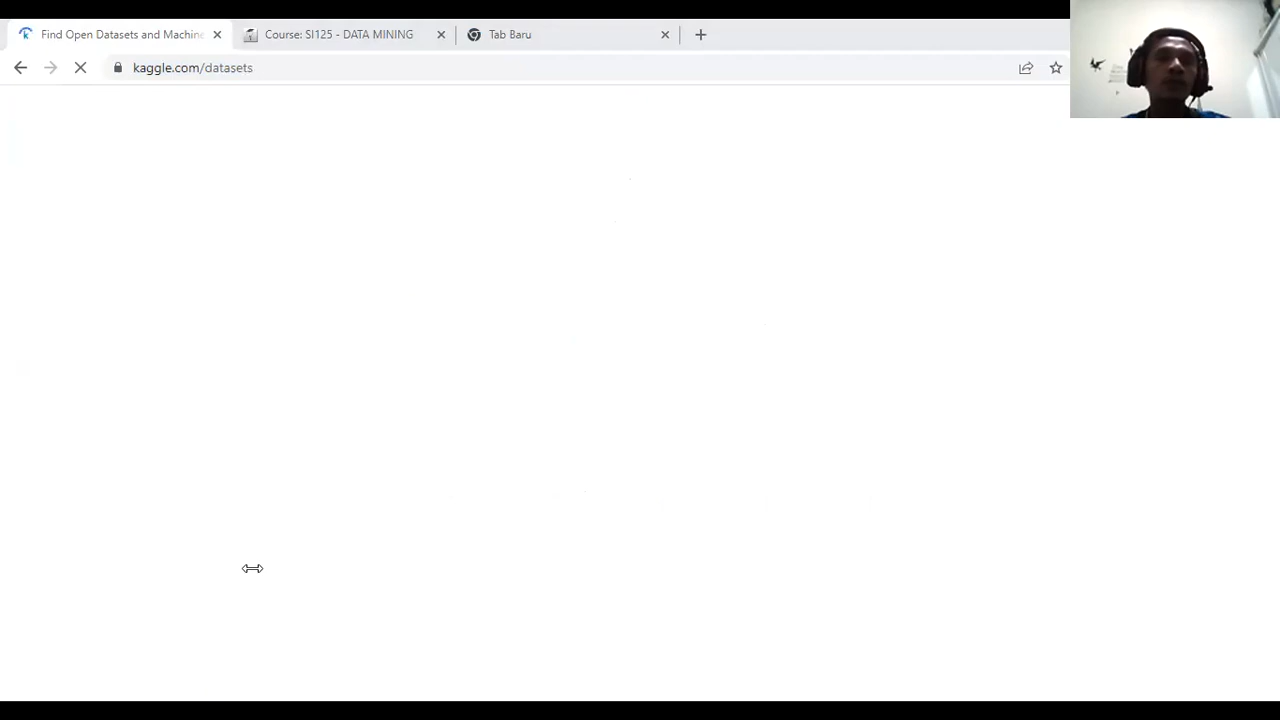 Find Open Datasets and Machine
Course: SI125 - DATA MINING
Tab Baru
kaggle.com/datasets